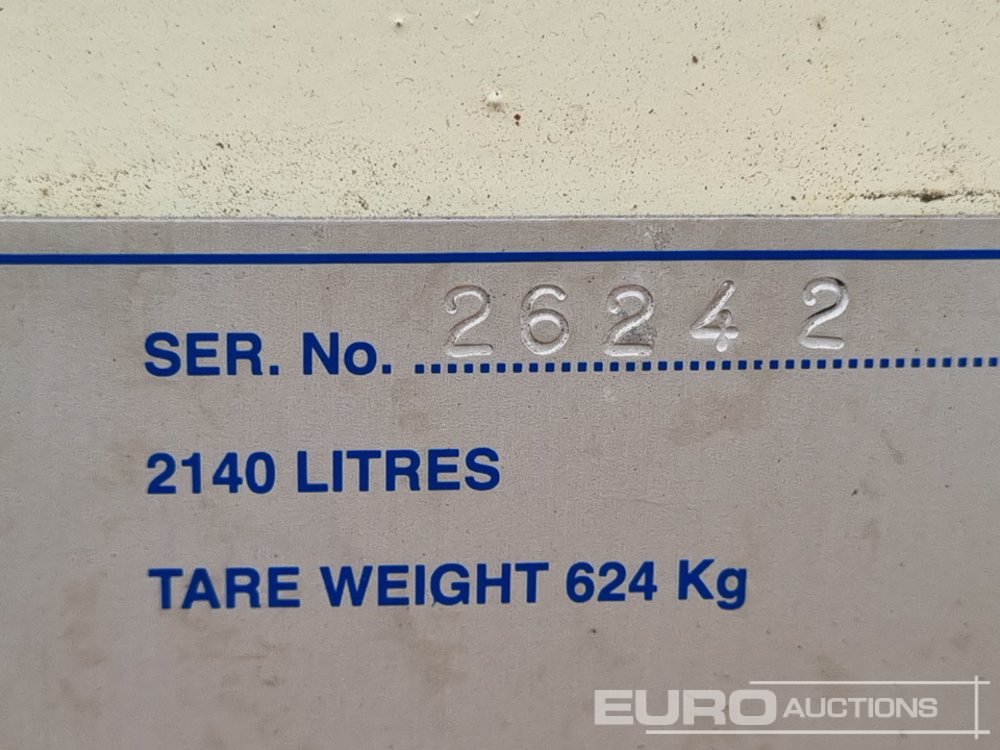 SER. No. ........................ 26242
2140 LITRES
TARE WEIGHT 624 Kg
EURO AUCTIONS